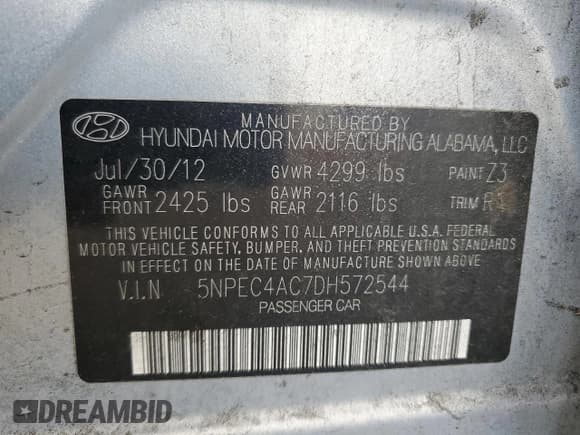 MANUFACTURED BY
HYUNDAI MOTOR MANUFACTURING ALABAMA, LLC
Jul/30/12 GVWR 4299 lbs PAINT Z3
GAWR FRONT 2425 lbs GAWR REAR 2116 lbs TRIM
THIS VEHICLE CONFORMS TO ALL APPLICABLE U.S.A. FEDERAL
MOTOR VEHICLE SAFETY, BUMPER, AND THEFT PREVENTION STANDARDS
IN EFFECT ON THE DATE OF MANUFACTURE SHOWN ABOVE
V.I.N 5NPEC4AC7DH572544
PASSENGER CAR
DREAMBID